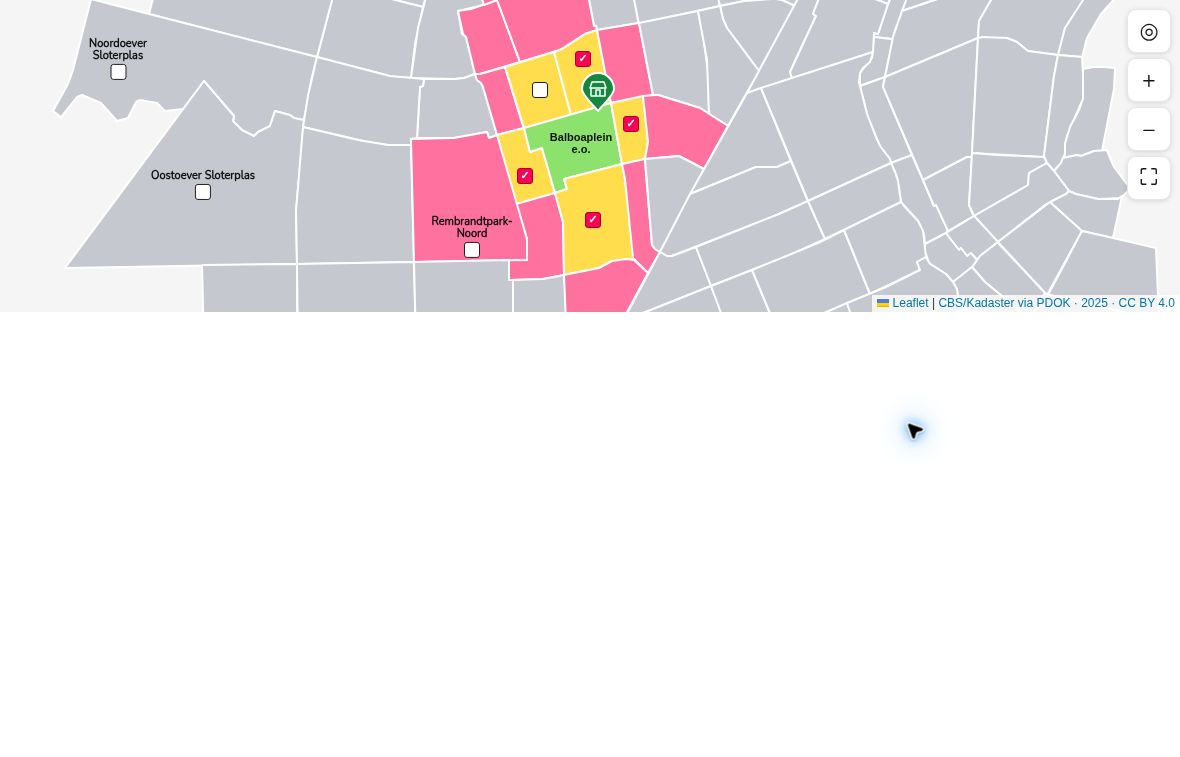 Noordoever
Sloterplas
Balboaplein
e.o.
Oostoever Sloterplas
Rembrandtpark-
Noord
Leaflet | CBS/Kadaster via PDOK · 2025 · CC BY 4.0